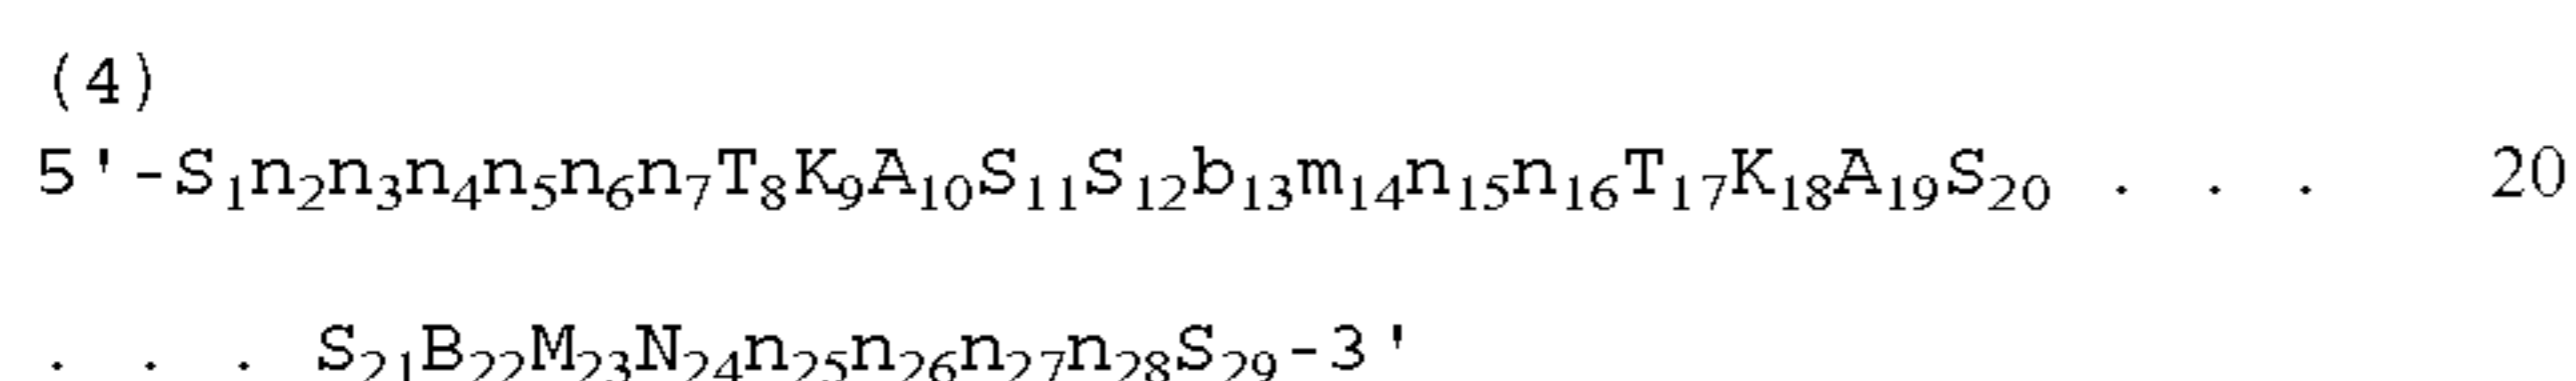 (4)
5'-S₁n₂n₃n₄n₅n₆n₇T₈K₉A₁₀S₁₁S₁₂b₁₃m₁₄n₁₅n₁₆T₁₇K₁₈A₁₉S₂₀ . . . 20
. . . S₂₁B₂₂M₂₃N₂₄n₂₅n₂₆n₂₇n₂₈S₂₉-3'